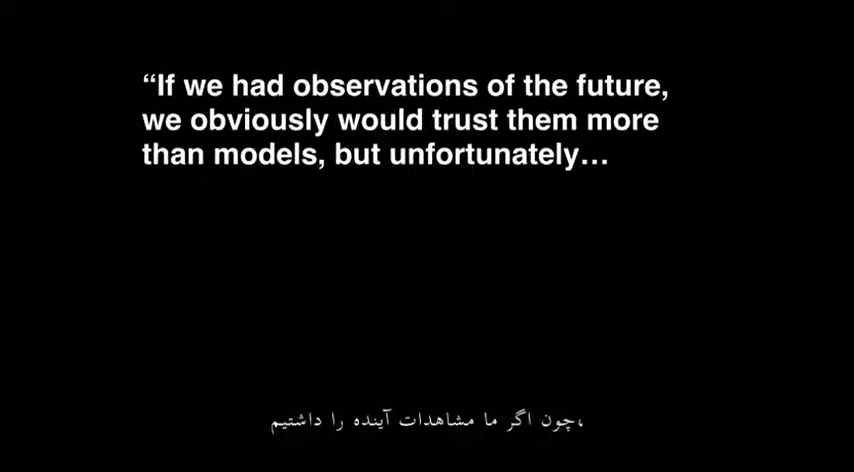 “If we had observations of the future,
we obviously would trust them more
than models, but unfortunately…
چون اگر ما مشاهدات آینده را داشتیم،